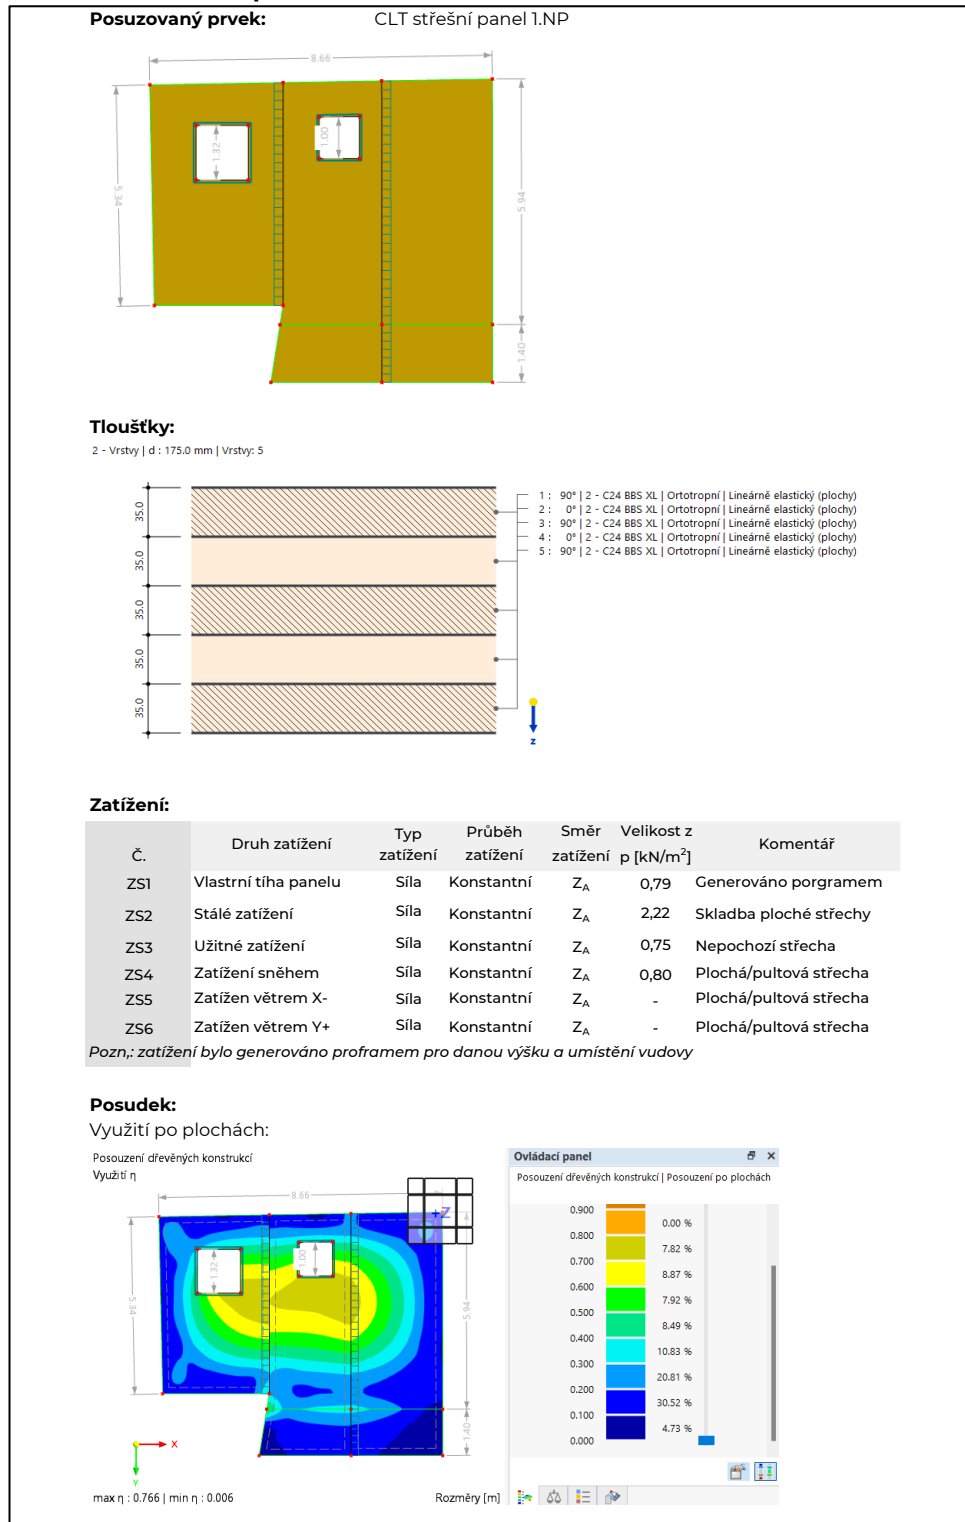 Posuzovaný prvek: CLT střešní panel 1.NP
8.66
5.34
1.32
1.00
5.94
1.40
Tloušťky:
2 - Vrstvy | d : 175.0 mm | Vrstvy: 5
35.0
35.0
35.0
35.0
35.0
1 : 90° | 2 - C24 BBS XL | Ortotropní | Lineárně elastický (plochy)
2 : 0° | 2 - C24 BBS XL | Ortotropní | Lineárně elastický (plochy)
3 : 90° | 2 - C24 BBS XL | Ortotropní | Lineárně elastický (plochy)
4 : 0° | 2 - C24 BBS XL | Ortotropní | Lineárně elastický (plochy)
5 : 90° | 2 - C24 BBS XL | Ortotropní | Lineárně elastický (plochy)
z
Zatížení:
Č. Druh zatížení Typ zatížení Průběh zatížení Směr zatížení Velikost z p [kN/m²] Komentář
ZS1 Vlastrní tíha panelu Síla Konstantní ZA 0,79 Generováno porgramem
ZS2 Stálé zatížení Síla Konstantní ZA 2,22 Skladba ploché střechy
ZS3 Užitné zatížení Síla Konstantní ZA 0,75 Nepochozí střecha
ZS4 Zatížení sněhem Síla Konstantní ZA 0,80 Plochá/pultová střecha
ZS5 Zatížen větrem X- Síla Konstantní ZA - Plochá/pultová střecha
ZS6 Zatížen větrem Y+ Síla Konstantní ZA - Plochá/pultová střecha
Pozn,: zatížení bylo generováno proframem pro danou výšku a umístění vudovy
Posudek:
Využití po plochách:
Posouzení dřevěných konstrukcí
Využití η
8.66
+Z
5.34
1.32
1.00
5.94
1.40
X
Y
max η : 0.766 | min η : 0.006
Rozměry [m]
Ovládací panel
Posouzení dřevěných konstrukcí | Posouzení po plochách
0.900
0.00 %
0.800
7.82 %
0.700
8.87 %
0.600
7.92 %
0.500
8.49 %
0.400
10.83 %
0.300
20.81 %
0.200
30.52 %
0.100
4.73 %
0.000